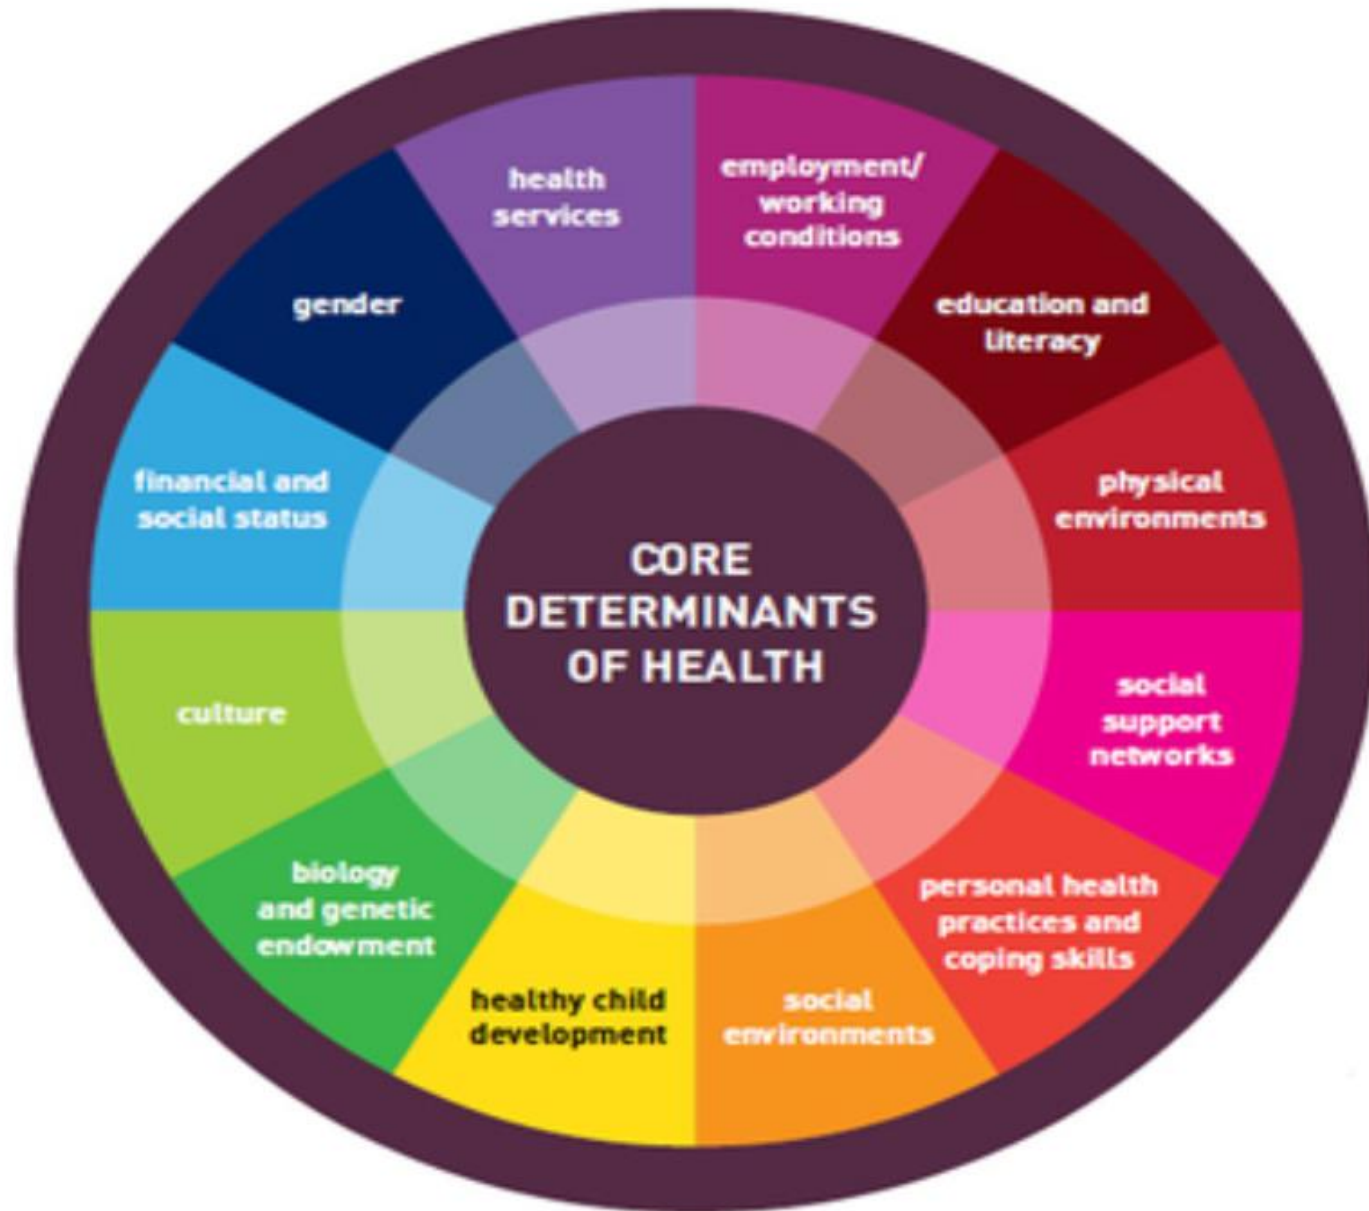 CORE
DETERMINANTS
OF HEALTH
employment/
working
conditions
education and
literacy
physical
environments
social
support
networks
personal health
practices and
coping skills
social
environments
healthy child
development
biology
and genetic
endowment
culture
financial and
social status
gender
health
services